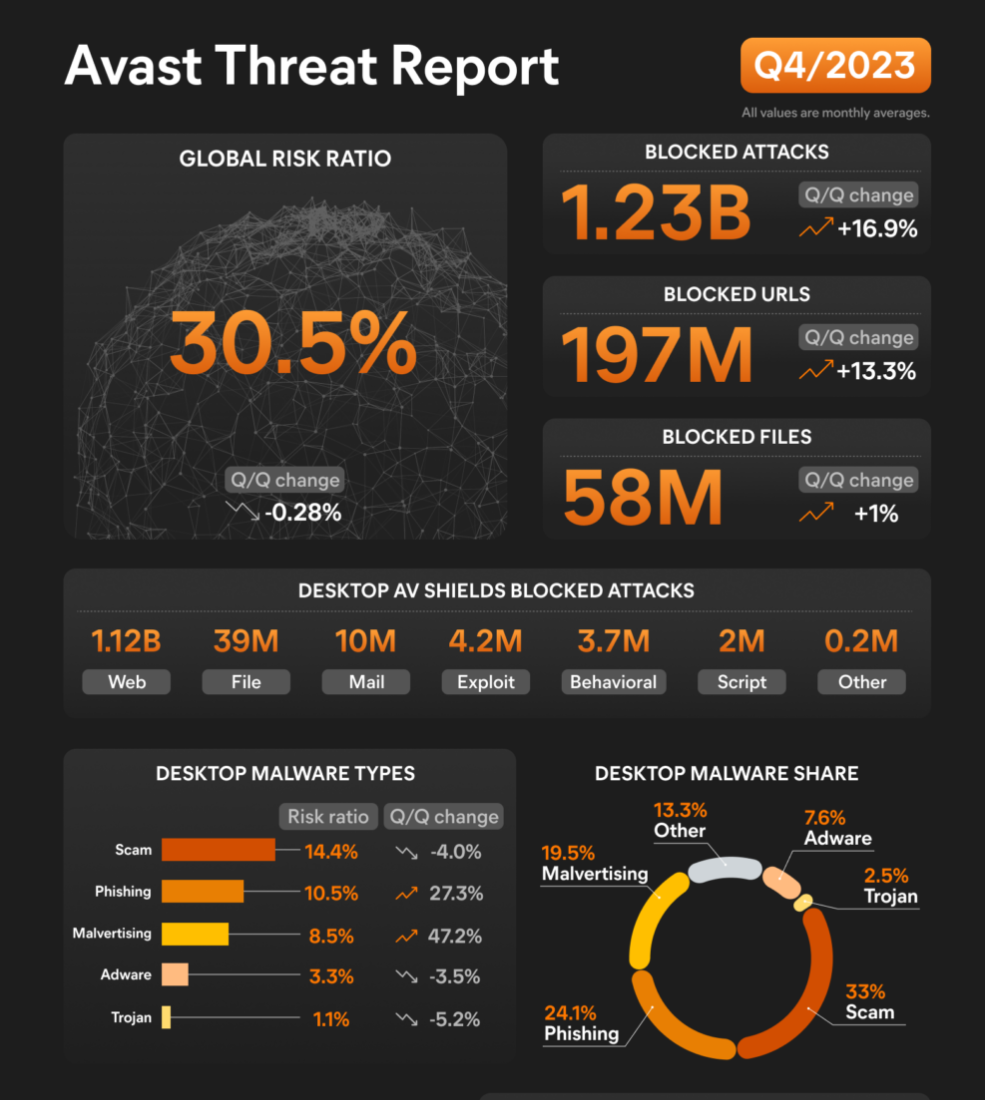 Avast Threat Report
Q4/2023
All values are monthly averages.
GLOBAL RISK RATIO
30.5%
Q/Q change
-0.28%
BLOCKED ATTACKS
1.23B
Q/Q change
+16.9%
BLOCKED URLS
197M
Q/Q change
+13.3%
BLOCKED FILES
58M
Q/Q change
+1%
DESKTOP AV SHIELDS BLOCKED ATTACKS
1.12B 39M 10M 4.2M 3.7M 2M 0.2M
Web File Mail Exploit Behavioral Script Other
DESKTOP MALWARE TYPES
Risk ratio Q/Q change
Scam 14.4% -4.0%
Phishing 10.5% 27.3%
Malvertising 8.5% 47.2%
Adware 3.3% -3.5%
Trojan 1.1% -5.2%
DESKTOP MALWARE SHARE
13.3%
Other
7.6%
Adware
19.5%
Malvertising
2.5%
Trojan
33%
Scam
24.1%
Phishing